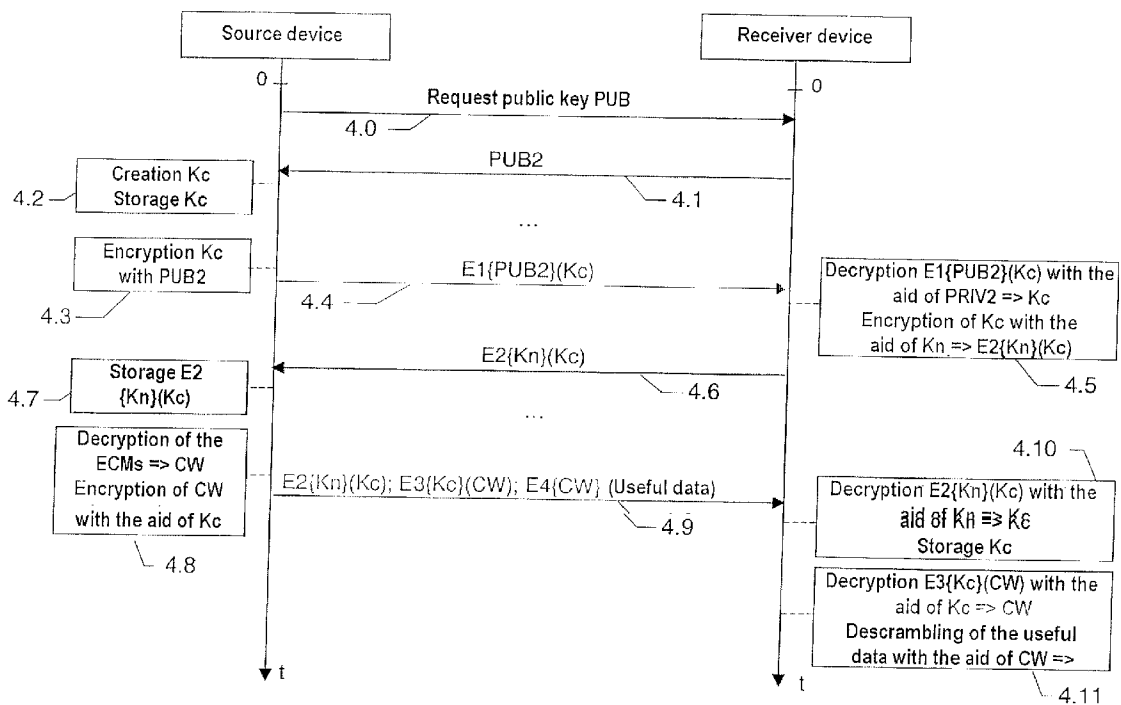 Source device
Receiver device
0
0
Request public key PUB
4.0
PUB2
4.1
Creation Kc
Storage Kc
4.2
...
Encryption Kc
with PUB2
4.3
E1{PUB2}(Kc)
4.4
Decryption E1{PUB2}(Kc) with the
aid of PRIV2 => Kc
Encryption of Kc with the
aid of Kn => E2{Kn}(Kc)
4.5
E2{Kn}(Kc)
4.6
Storage E2
{Kn}(Kc)
4.7
...
Decryption of the
ECMs => CW
Encryption of CW
with the aid of Kc
4.8
E2{Kn}(Kc); E3{Kc}(CW); E4{CW} (Useful data)
4.9
4.10
Decryption E2{Kn}(Kc) with the
aid of Kn => Kc
Storage Kc
Decryption E3{Kc}(CW) with the
aid of Kc => CW
Descrambling of the useful
data with the aid of CW =>
4.11
t
t